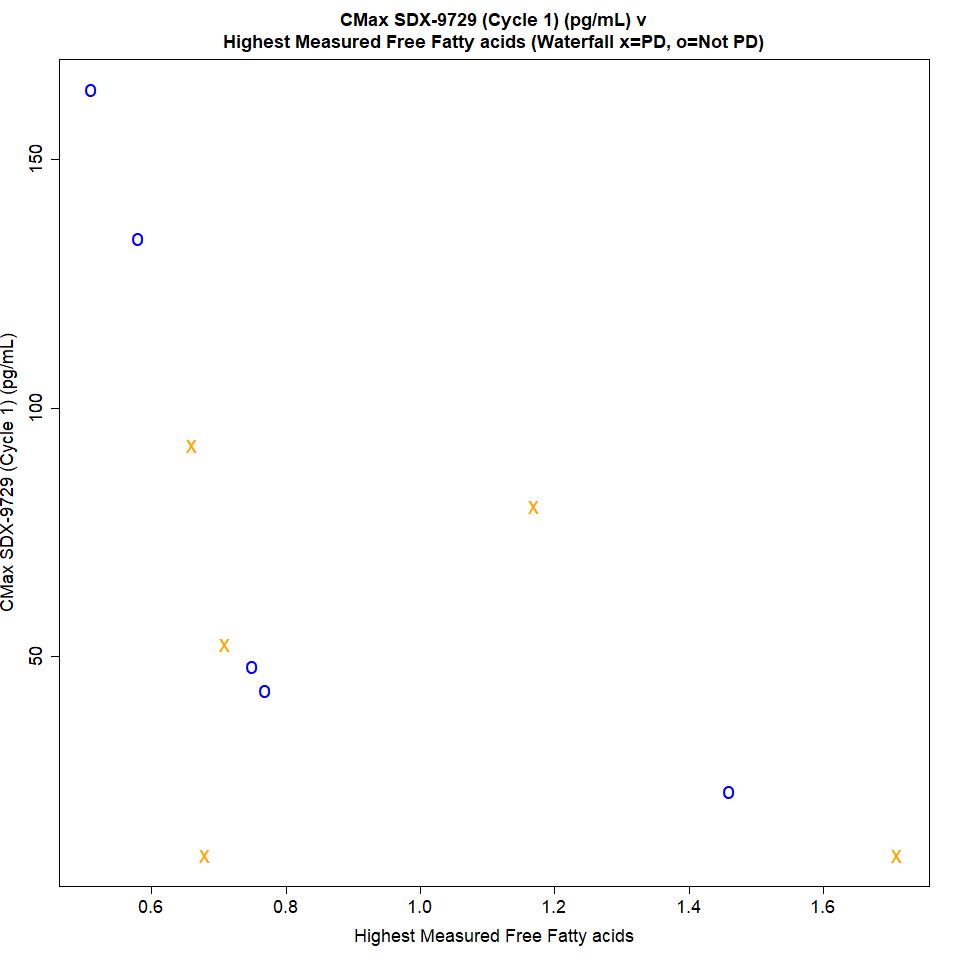 CMax SDX-9729 (Cycle 1) (pg/mL) v
Highest Measured Free Fatty acids (Waterfall x=PD, o=Not PD)
CMax SDX-9729 (Cycle 1) (pg/mL)
150
100
50
O
O
X
X
X
O
O
O
X
X
0.6 0.8 1.0 1.2 1.4 1.6
Highest Measured Free Fatty acids